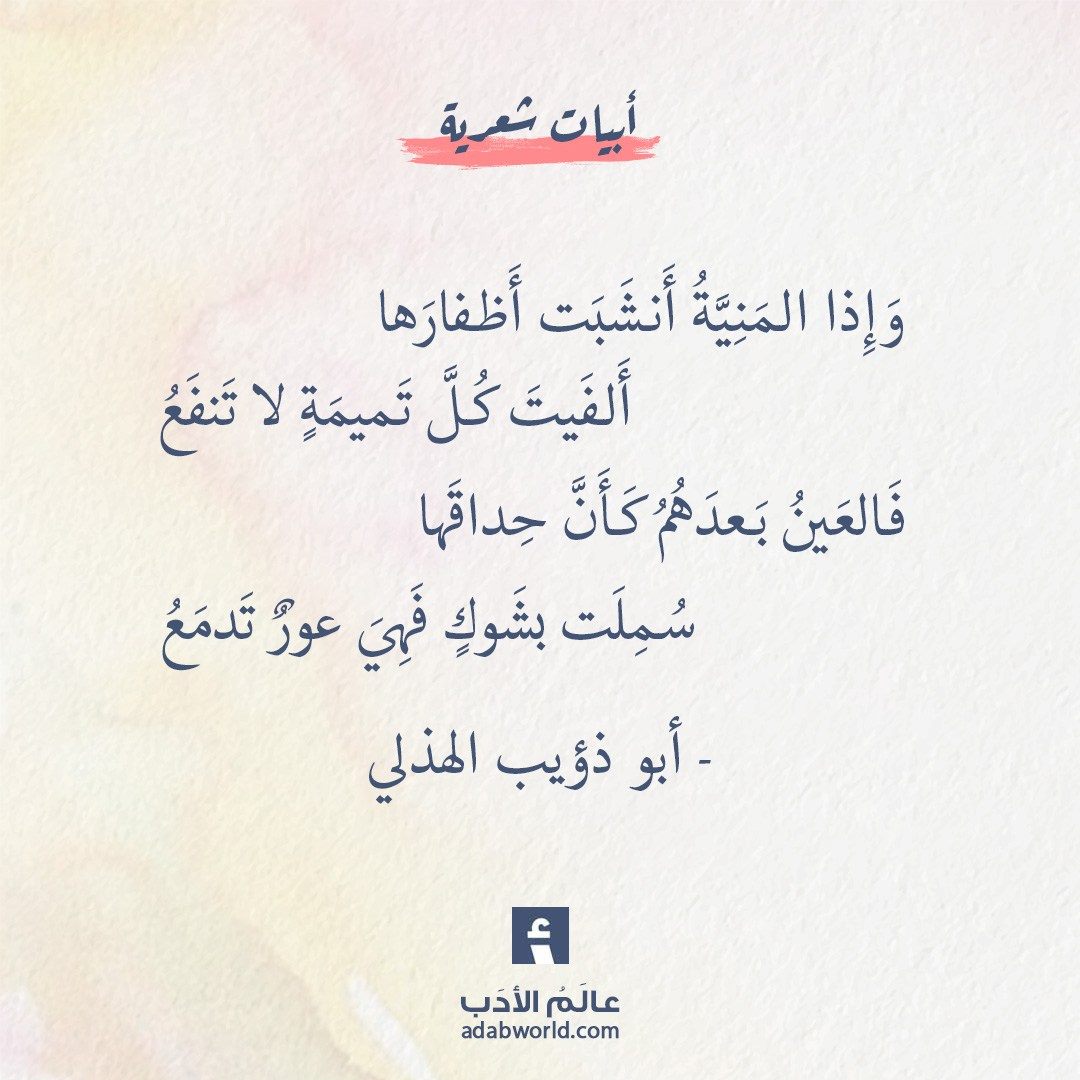 أبيات شعرية
وَإِذا المَنِيَّةُ أَنشَبَت أَظفارَها
أَلفَيتَ كُلَّ تَميمَةٍ لا تَنفَعُ
فَالعَينُ بَعدَهُمُ كَأَنَّ حِداقَها
سُمِلَت بشَوكٍ فَهِيَ عورٌ تَدمَعُ
- أبو ذؤيب الهذلي
أ
عالَمُ الأدَب
adabworld.com